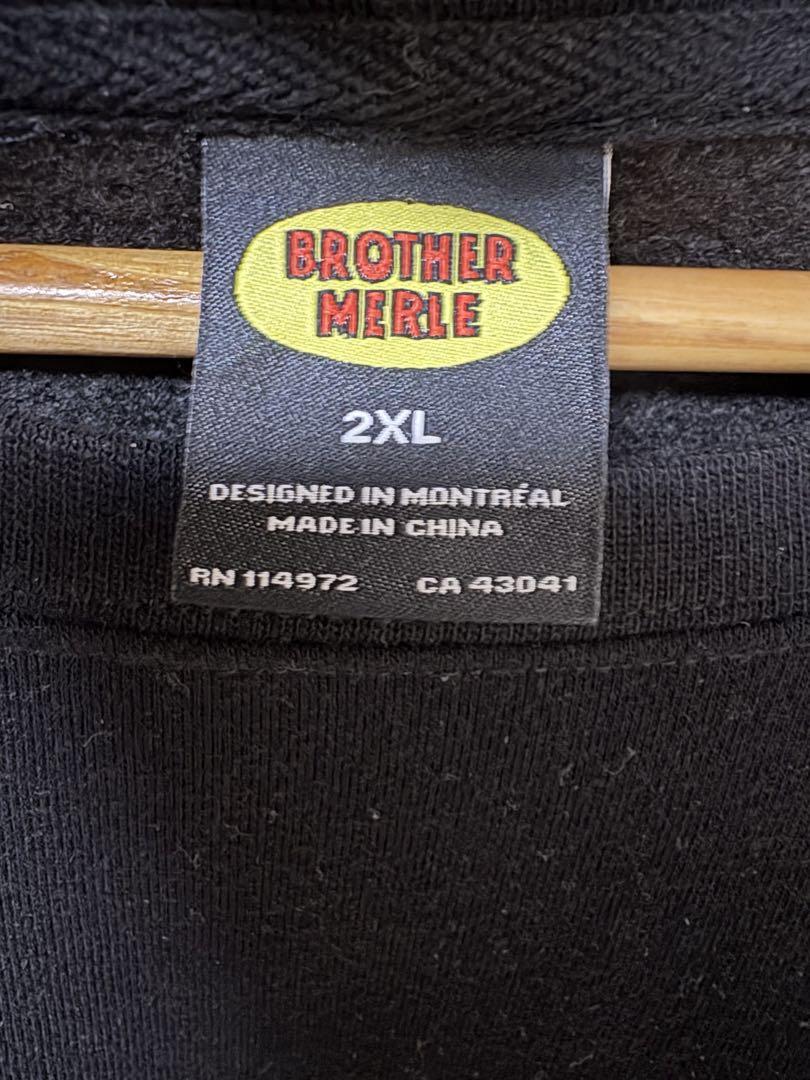 BROTHER
MERLE
2XL
DESIGNED IN MONTRÉAL
MADE IN CHINA
RN 114972 CA 43041